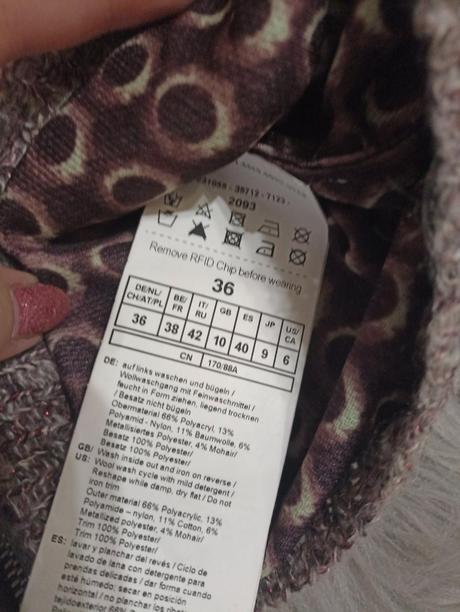 2093
Remove RFID Chip before wearing
36
DE/NL/ BE/ IT/ GB ES JP US/
CH/AT/PL FR RU CA
36 38 42 10 40 9 6
CN 170/88A
DE: auf links waschen und bügeln /
Wollwaschgang mit Feinwaschmittel /
feucht in Form ziehen, liegend trocknen
/ Besatz nicht bügeln
Obermaterial 66% Polyacryl, 13%
Polyamid - Nylon, 11% Baumwolle, 6%
Metallisiertes Polyester, 4% Mohair/
Besatz 100% Polyester/
Besatz 100% Polyester/
GB/ Wash inside out and iron on reverse /
US: Wool wash cycle with mild detergent /
Reshape while damp, dry flat / Do not
iron trim
Outer material 66% Polyacrylic, 13%
Polyamide – nylon, 11% Cotton, 6%
Metallized polyester, 4% Mohair/
Trim 100% Polyester/
Trim 100% Polyester/
ES: lavar y planchar del revés / Ciclo de
lavado de lana con detergente para
prendas delicadas / dar forma cuando
esté húmedo; secar en posición
horizontal / no planchar los ribetes